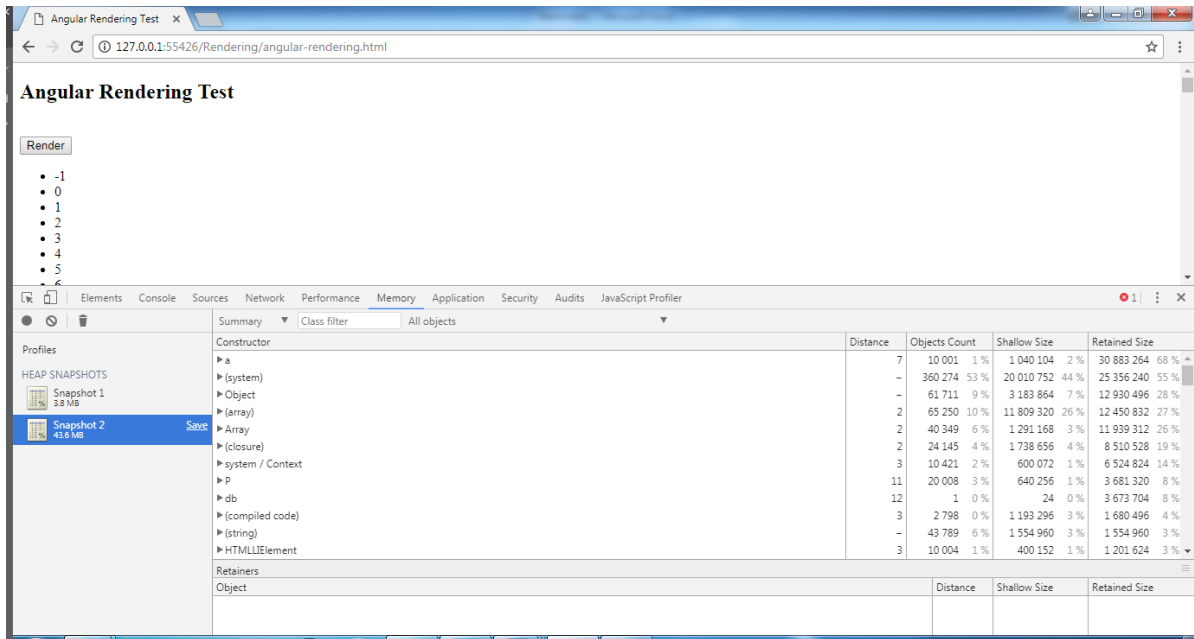 Angular Rendering Test
127.0.0.1:55426/Rendering/angular-rendering.html
Angular Rendering Test
Render
-1
0
1
2
3
4
5
6
Elements Console Sources Network Performance Memory Application Security Audits JavaScript Profiler 1
Summary Class filter All objects
Profiles
HEAP SNAPSHOTS
Snapshot 1
3.8 MB
Snapshot 2 Save
43.6 MB
Constructor Distance Objects Count Shallow Size Retained Size
a 7 10 001 1 % 1 040 104 2 % 30 883 264 68 %
(system) – 360 274 53 % 20 010 752 44 % 25 356 240 55 %
Object – 61 711 9 % 3 183 864 7 % 12 930 496 28 %
(array) 2 65 250 10 % 11 809 320 26 % 12 450 832 27 %
Array 2 40 349 6 % 1 291 168 3 % 11 939 312 26 %
(closure) 2 24 145 4 % 1 738 656 4 % 8 510 528 19 %
system / Context 3 10 421 2 % 600 072 1 % 6 524 824 14 %
P 11 20 008 3 % 640 256 1 % 3 681 320 8 %
db 12 1 0 % 24 0 % 3 673 704 8 %
(compiled code) 3 2 798 0 % 1 193 296 3 % 1 680 496 4 %
(string) – 43 789 6 % 1 554 960 3 % 1 554 960 3 %
HTMLLIElement 3 10 004 1 % 400 152 1 % 1 201 624 3 %
Retainers
Object Distance Shallow Size Retained Size